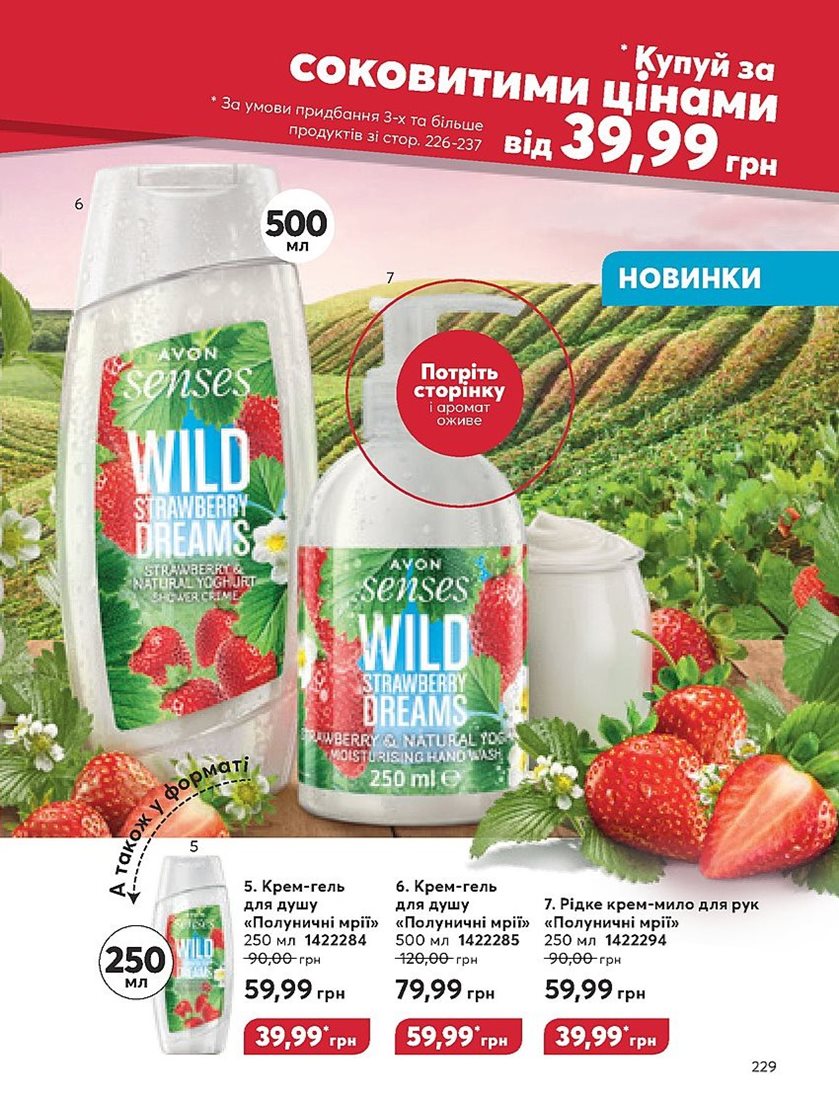 * Купуй за
соковитими цінами
* За умови придбання 3-х та більше
продуктів зі стор. 226-237
від 39,99 грн
6
500
мл
7
НОВИНКИ
Потріть
сторінку
і аромат
оживе
AVON
senses
WILD
STRAWBERRY
DREAMS
STRAWBERRY &
NATURAL YOGHURT
SHOWER CRÈME
AVON
senses
WILD
STRAWBERRY
DREAMS
STRAWBERRY & NATURAL YOG
MOISTURISING HAND WASH
250 ml e
А також у форматі
5
AVON
senses
WILD
DREAMS
250
мл
5. Крем-гель
для душу
«Полуничні мрії»
250 мл 1422284
90,00 грн
59,99 грн
39,99* грн
6. Крем-гель
для душу
«Полуничні мрії»
500 мл 1422285
120,00 грн
79,99 грн
59,99* грн
7. Рідке крем-мило для рук
«Полуничні мрії»
250 мл 1422294
90,00 грн
59,99 грн
39,99* грн
229